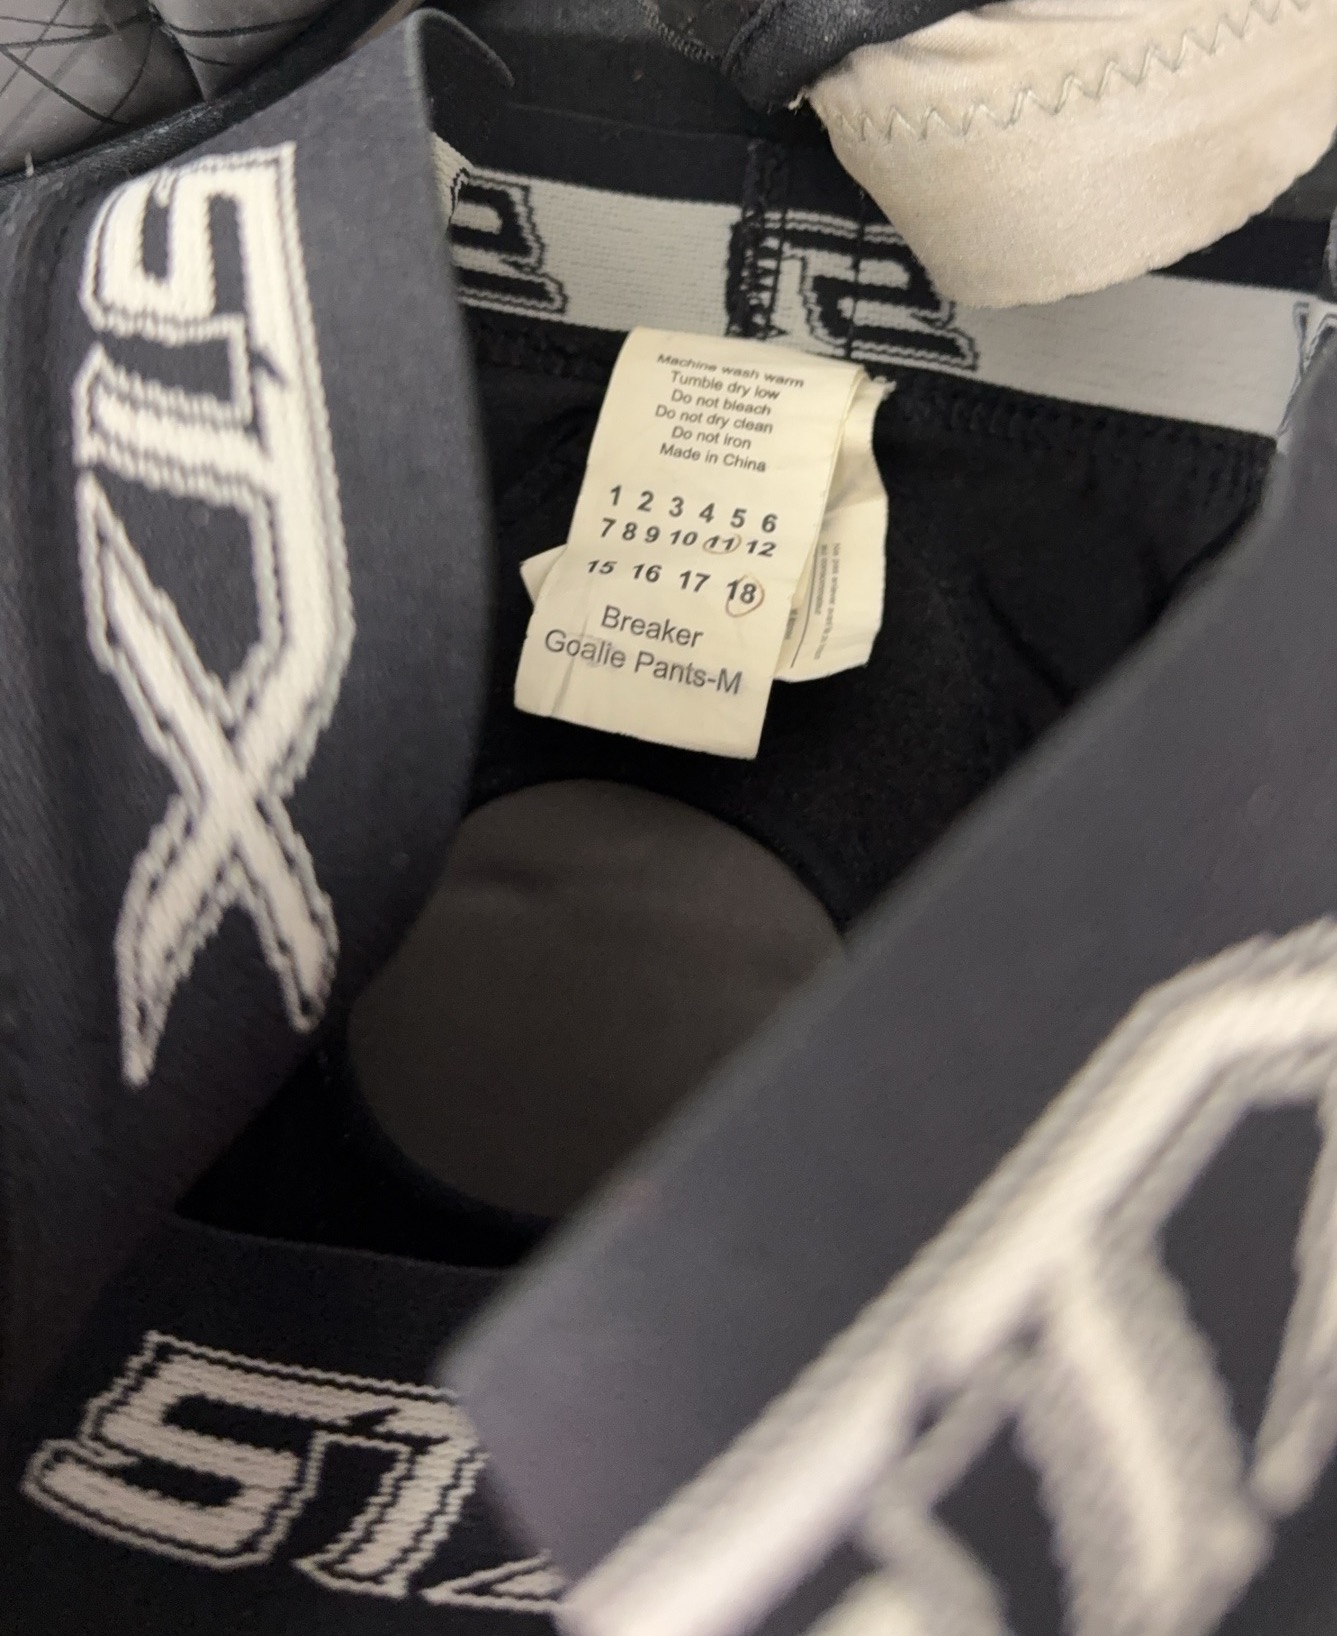 STX
Machine wash warm
Tumble dry low
Do not bleach
Do not dry clean
Do not iron
Made in China
1 2 3 4 5 6
7 8 9 10 11 12
15 16 17 18
Breaker
Goalie Pants-M